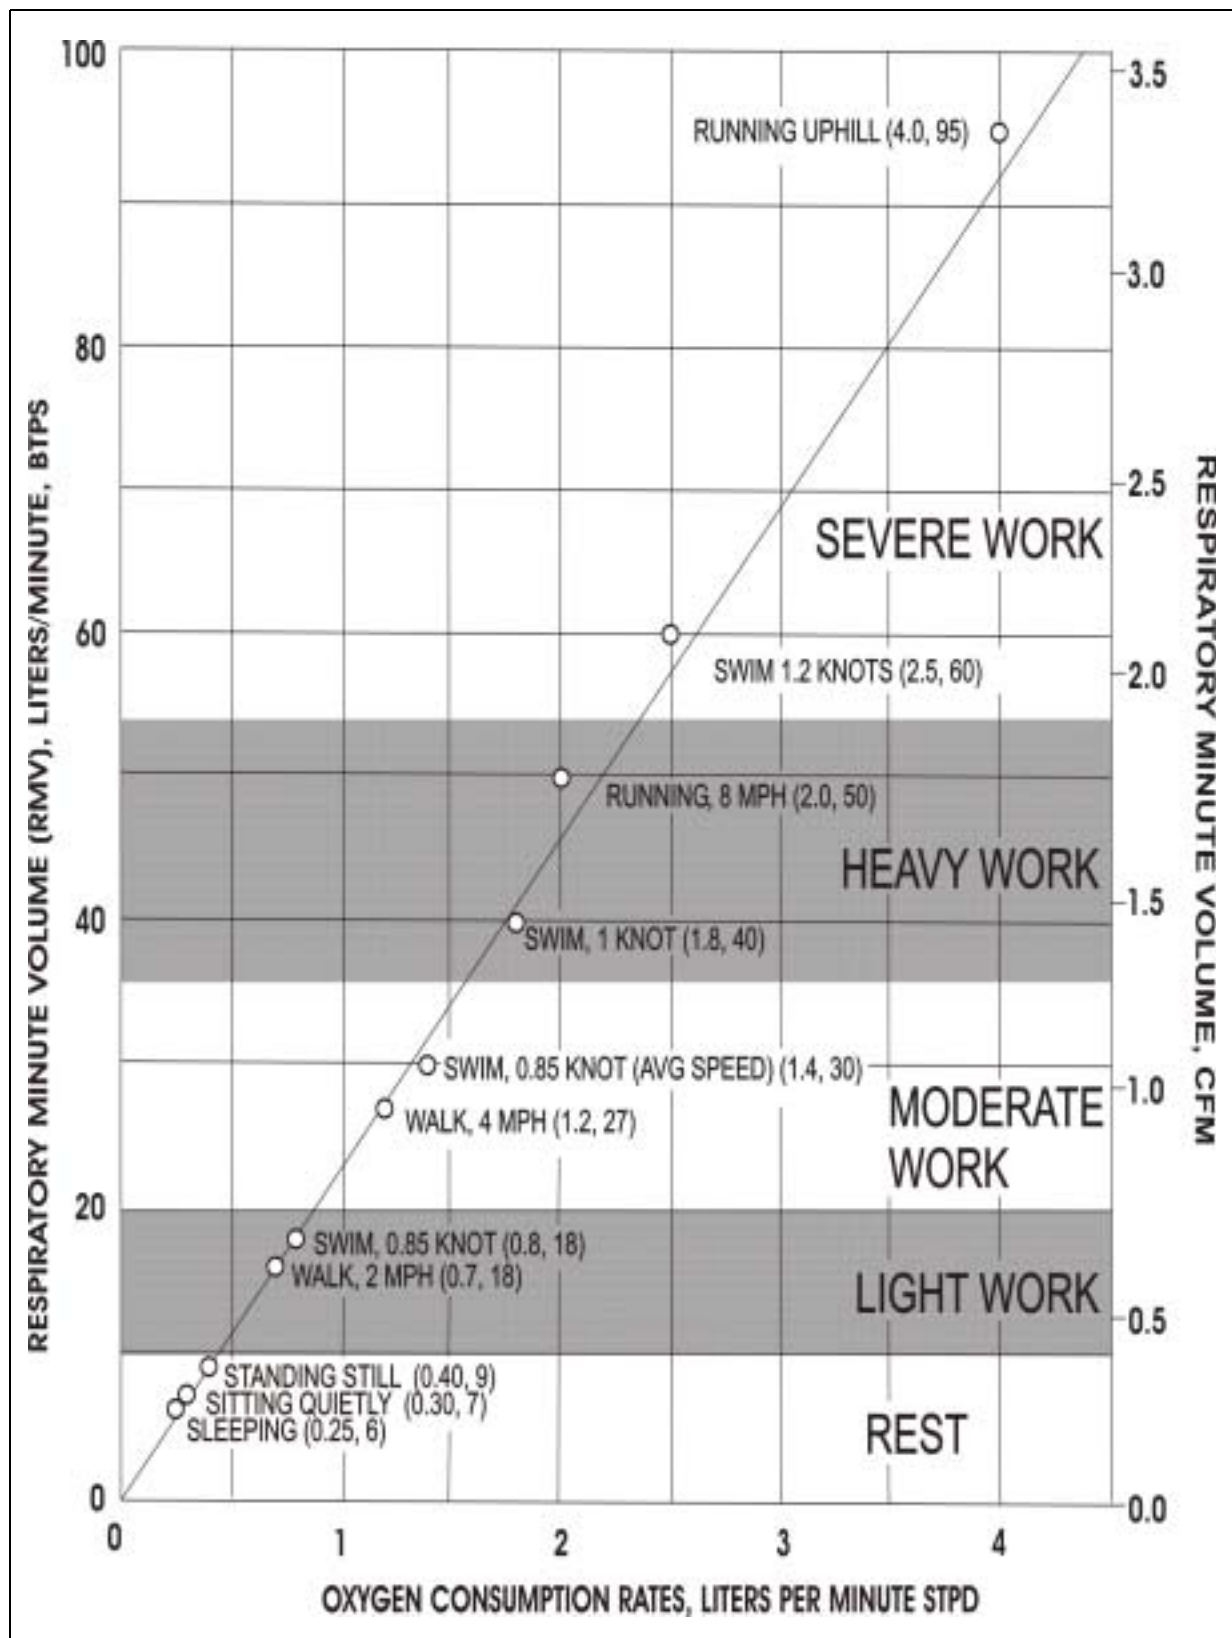 100
80
60
40
20
0
RESPIRATORY MINUTE VOLUME (RMV), LITERS/MINUTE, BTPS
RUNNING UPHILL (4.0, 95)
SEVERE WORK
SWIM 1.2 KNOTS (2.5, 60)
RUNNING, 8 MPH (2.0, 50)
HEAVY WORK
SWIM, 1 KNOT (1.8, 40)
SWIM, 0.85 KNOT (AVG SPEED) (1.4, 30)
MODERATE
WORK
WALK, 4 MPH (1.2, 27)
SWIM, 0.85 KNOT (0.8, 18)
WALK, 2 MPH (0.7, 18)
LIGHT WORK
STANDING STILL (0.40, 9)
SITTING QUIETLY (0.30, 7)
SLEEPING (0.25, 6)
REST
3.5
3.0
2.5
2.0
1.5
1.0
0.5
0.0
RESPIRATORY MINUTE VOLUME, CFM
0 1 2 3 4
OXYGEN CONSUMPTION RATES, LITERS PER MINUTE STPD